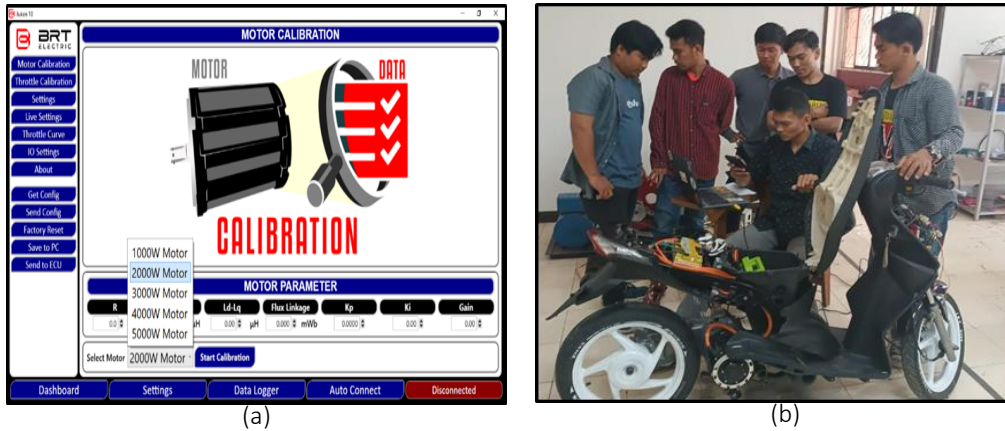 Juken 10
BRT
ELECTRIC
MOTOR CALIBRATION
Motor Calibration
Throttle Calibration
Settings
Live Settings
Throttle Curve
IO Settings
About
Get Config
Send Config
Factory Reset
Save to PC
Send to ECU
MOTOR
DATA
CALIBRATION
1000W Motor
2000W Motor
3000W Motor
4000W Motor
5000W Motor
MOTOR PARAMETER
R Ld-Lq Flux Linkage Kp Ki Gain
0.0 μH 0.00 μH 0.000 mWb 0.0000 0.00 0.00
Select Motor 2000W Motor Start Calibration
Dashboard Settings Data Logger Auto Connect Disconnected
(a)
(b)